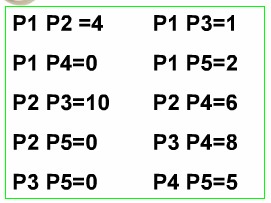 P1 P2 =4 P1 P3=1
P1 P4=0 P1 P5=2
P2 P3=10 P2 P4=6
P2 P5=0 P3 P4=8
P3 P5=0 P4 P5=5